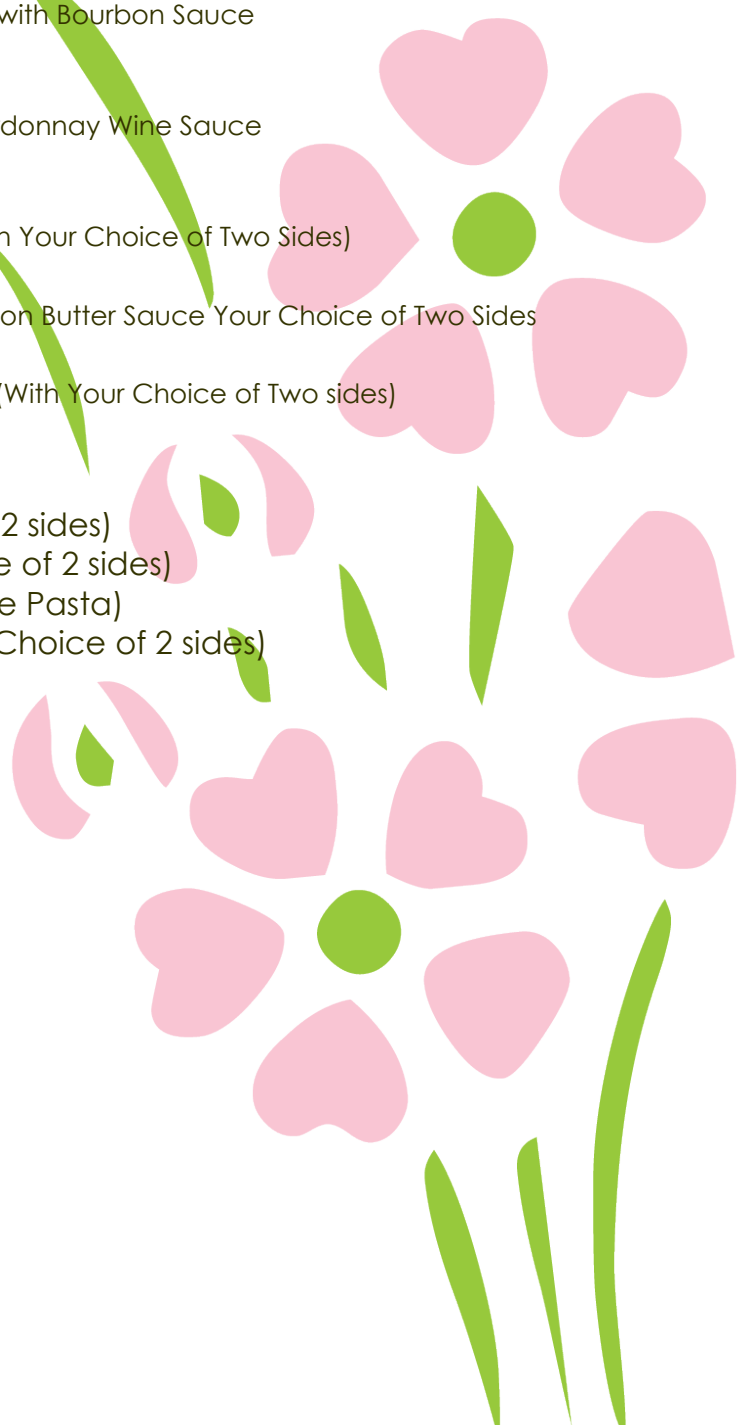 with Bourbon Sauce
donnay Wine Sauce
Your Choice of Two Sides)
on Butter Sauce Your Choice of Two Sides
(With Your Choice of Two sides)
2 sides)
e of 2 sides)
e Pasta)
Choice of 2 sides)